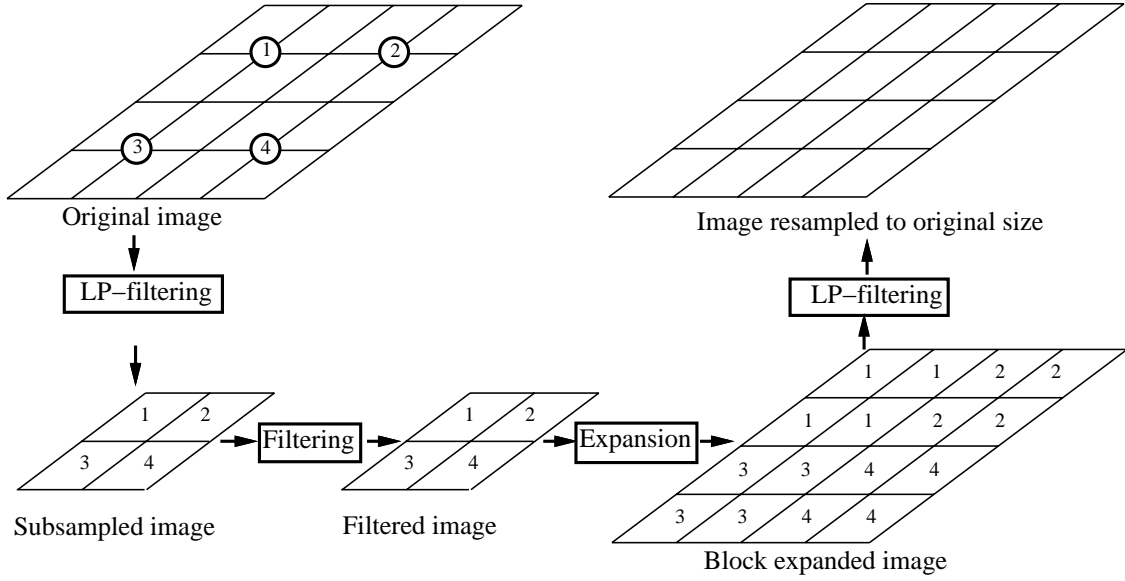 1 2
3 4
Original image
Image resampled to original size
LP−filtering
LP−filtering
1 1 2 2
1 2
1 2
1 1 2 2
Filtering
Expansion
3 4
3 4
3 3 4 4
3 3 4 4
Subsampled image
Filtered image
Block expanded image